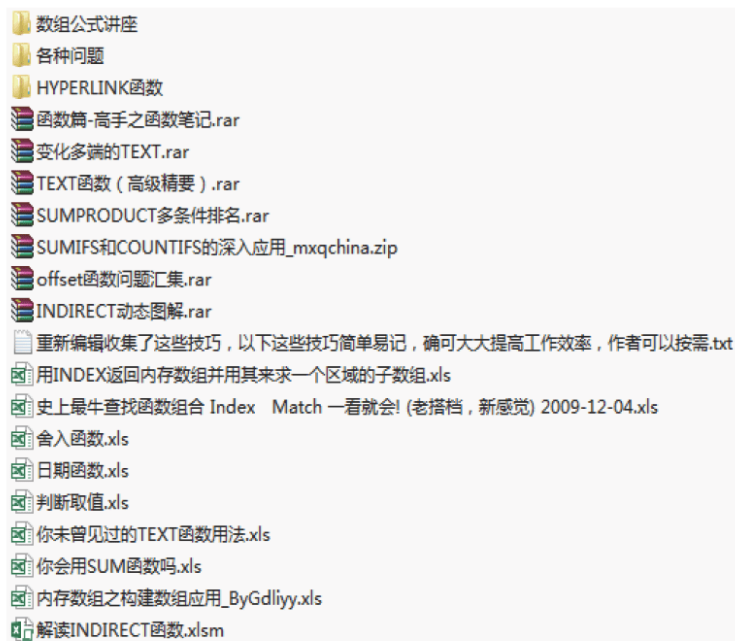 数组公式讲座
各种问题
HYPERLINK函数
函数篇-高手之函数笔记.rar
变化多端的TEXT.rar
TEXT函数（高级精要）.rar
SUMPRODUCT多条件排名.rar
SUMIFS和COUNTIFS的深入应用_mxqchina.zip
offset函数问题汇集.rar
INDIRECT动态图解.rar
重新编辑收集了这些技巧，以下这些技巧简单易记，确可大大提高工作效率，作者可以按需.txt
用INDEX返回内存数组并用其来求一个区域的子数组.xls
史上最牛查找函数组合 Index　Match 一看就会! (老搭档，新感觉) 2009-12-04.xls
舍入函数.xls
日期函数.xls
判断取值.xls
你未曾见过的TEXT函数用法.xls
你会用SUM函数吗.xls
内存数组之构建数组应用_ByGdliyy.xls
解读INDIRECT函数.xlsm